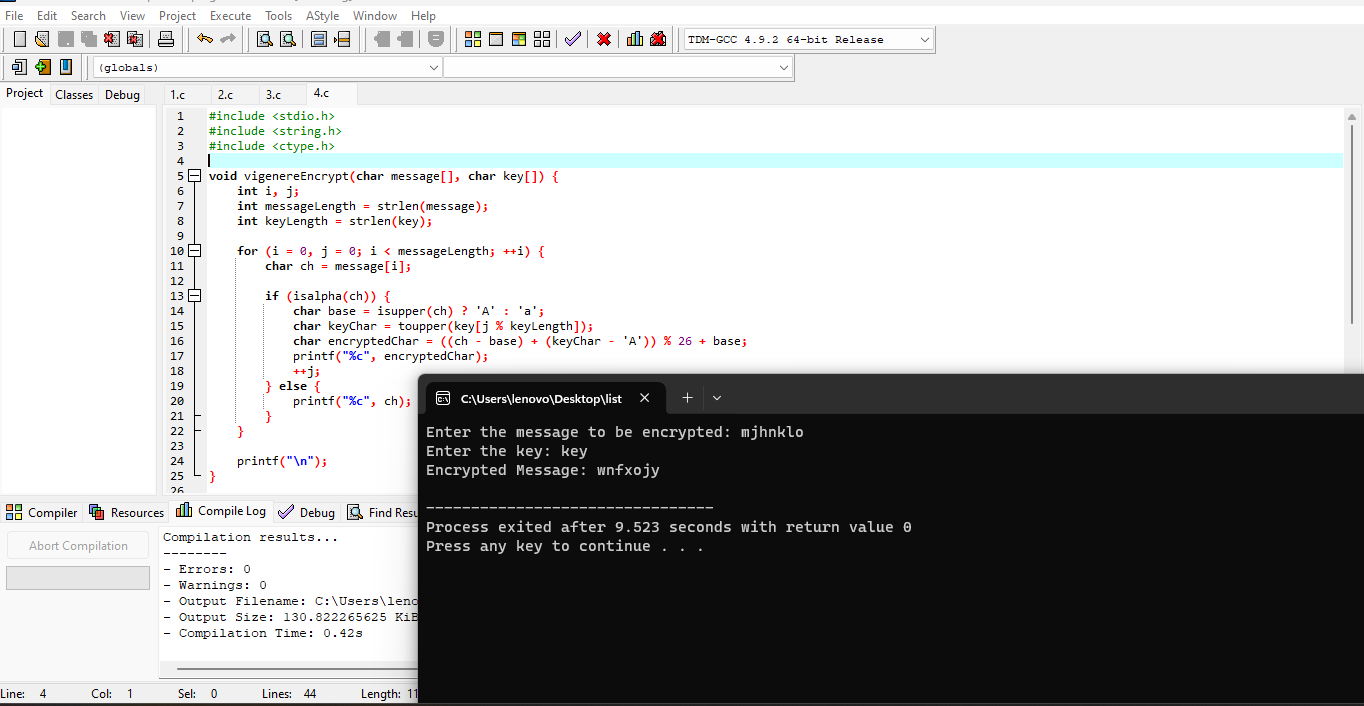 File Edit Search View Project Execute Tools AStyle Window Help
TDM-GCC 4.9.2 64-bit Release
(globals)
Project Classes Debug 1.c 2.c 3.c 4.c
1 #include <stdio.h>
2 #include <string.h>
3 #include <ctype.h>
4
5 void vigenereEncrypt(char message[], char key[]) {
6 int i, j;
7 int messageLength = strlen(message);
8 int keyLength = strlen(key);
9
10 for (i = 0, j = 0; i < messageLength; ++i) {
11 char ch = message[i];
12
13 if (isalpha(ch)) {
14 char base = isupper(ch) ? 'A' : 'a';
15 char keyChar = toupper(key[j % keyLength]);
16 char encryptedChar = ((ch - base) + (keyChar - 'A')) % 26 + base;
17 printf("%c", encryptedChar);
18 ++j;
19 } else {
20 printf("%c", ch);
21 }
22 }
23
24 printf("\n");
25 }
26
C:\Users\lenovo\Desktop\list
Enter the message to be encrypted: mjhnklo
Enter the key: key
Encrypted Message: wnfxojy
--------------------------------
Process exited after 9.523 seconds with return value 0
Press any key to continue . . .
Compiler Resources Compile Log Debug Find Resu
Abort Compilation
Compilation results...
--------
- Errors: 0
- Warnings: 0
- Output Filename: C:\Users\leno
- Output Size: 130.822265625 KiB
- Compilation Time: 0.42s
Line: 4 Col: 1 Sel: 0 Lines: 44 Length: 11